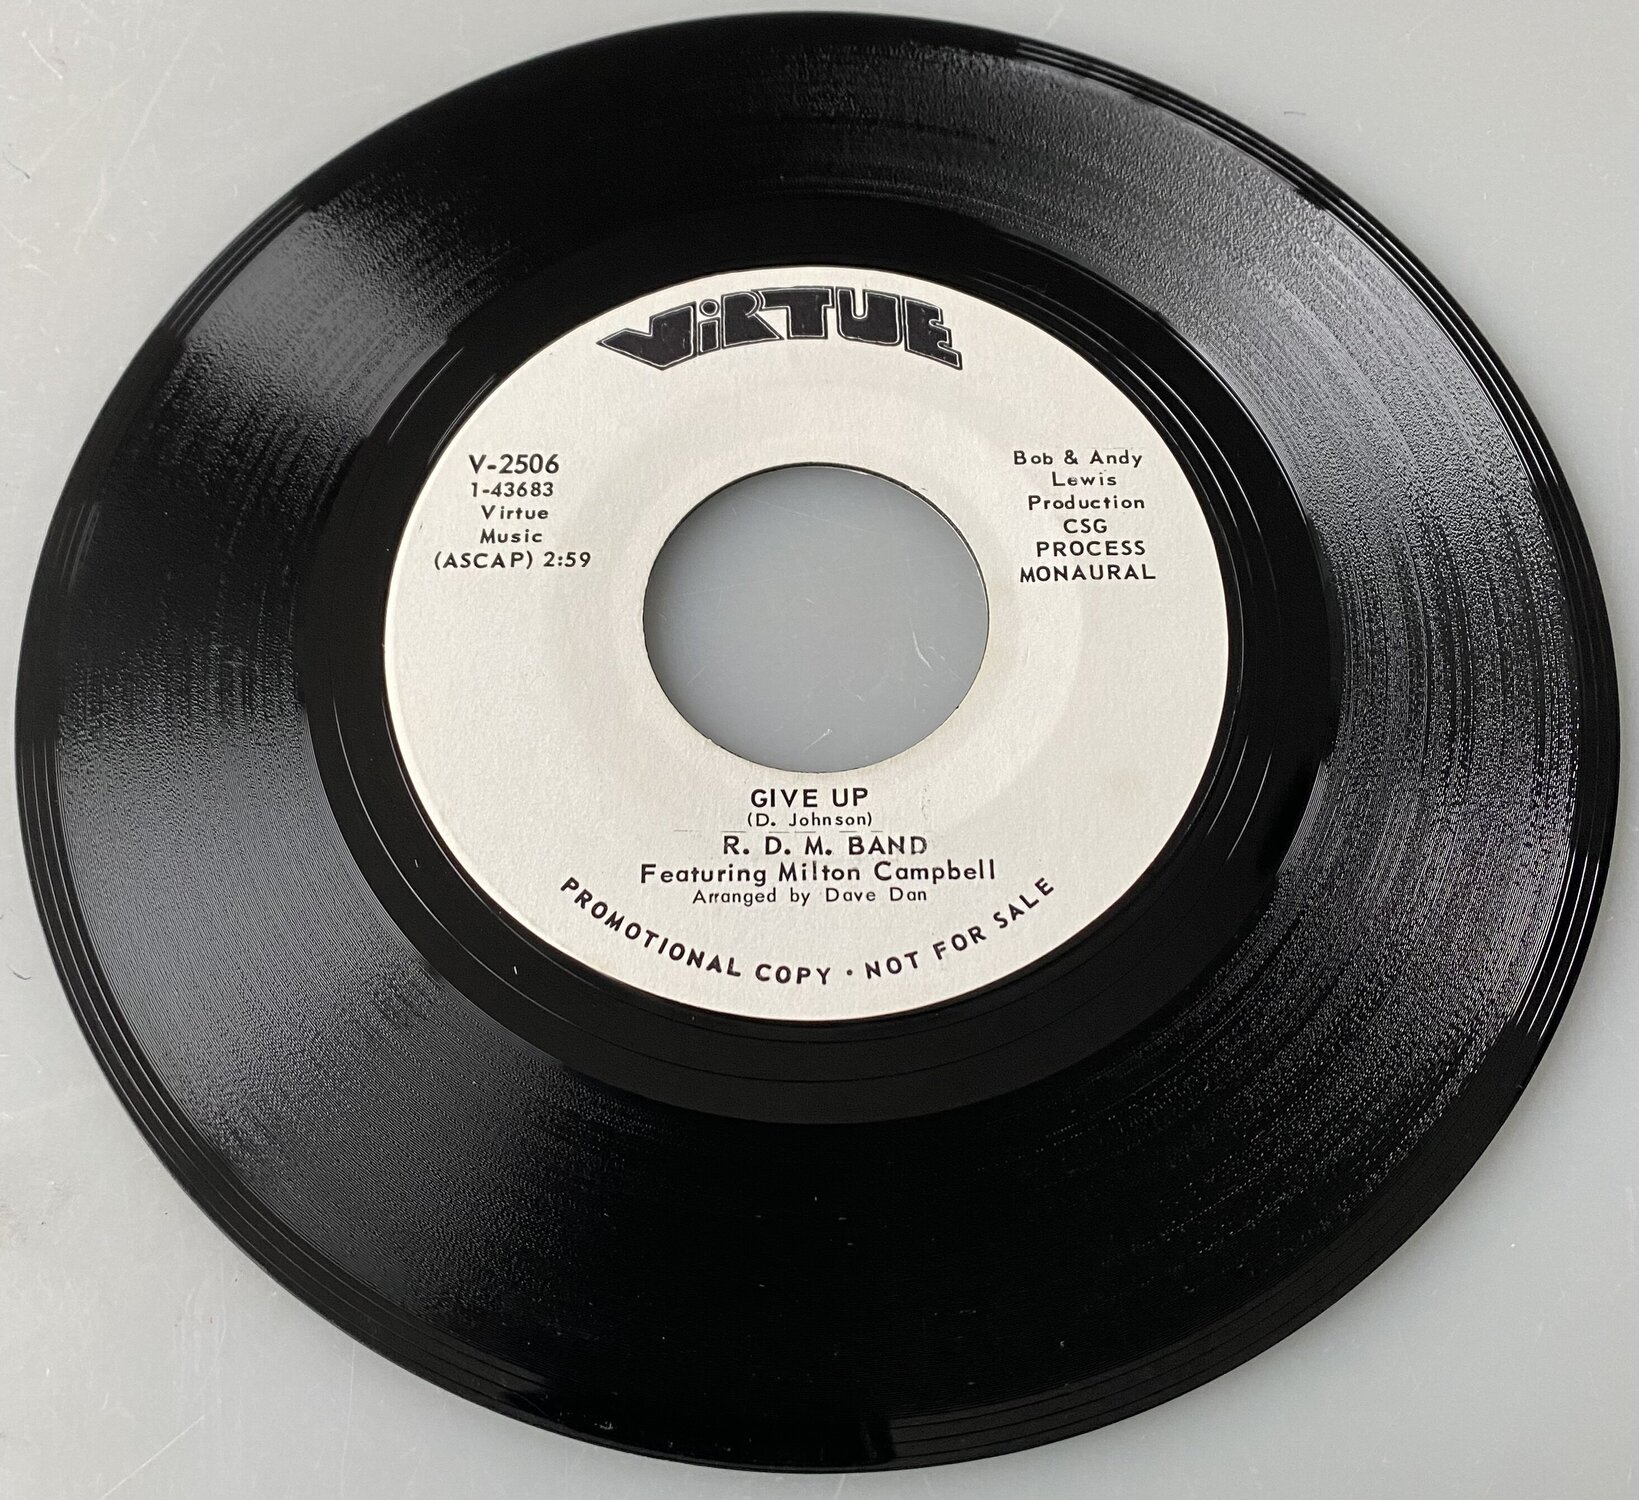 ViRTUE
V-2506
1-43683
Virtue
Music
(ASCAP) 2:59
Bob & Andy
Lewis
Production
CSG
PROCESS
MONAURAL
GIVE UP
(D. Johnson)
R. D. M. BAND
Featuring Milton Campbell
Arranged by Dave Dan
PROMOTIONAL COPY • NOT FOR SALE